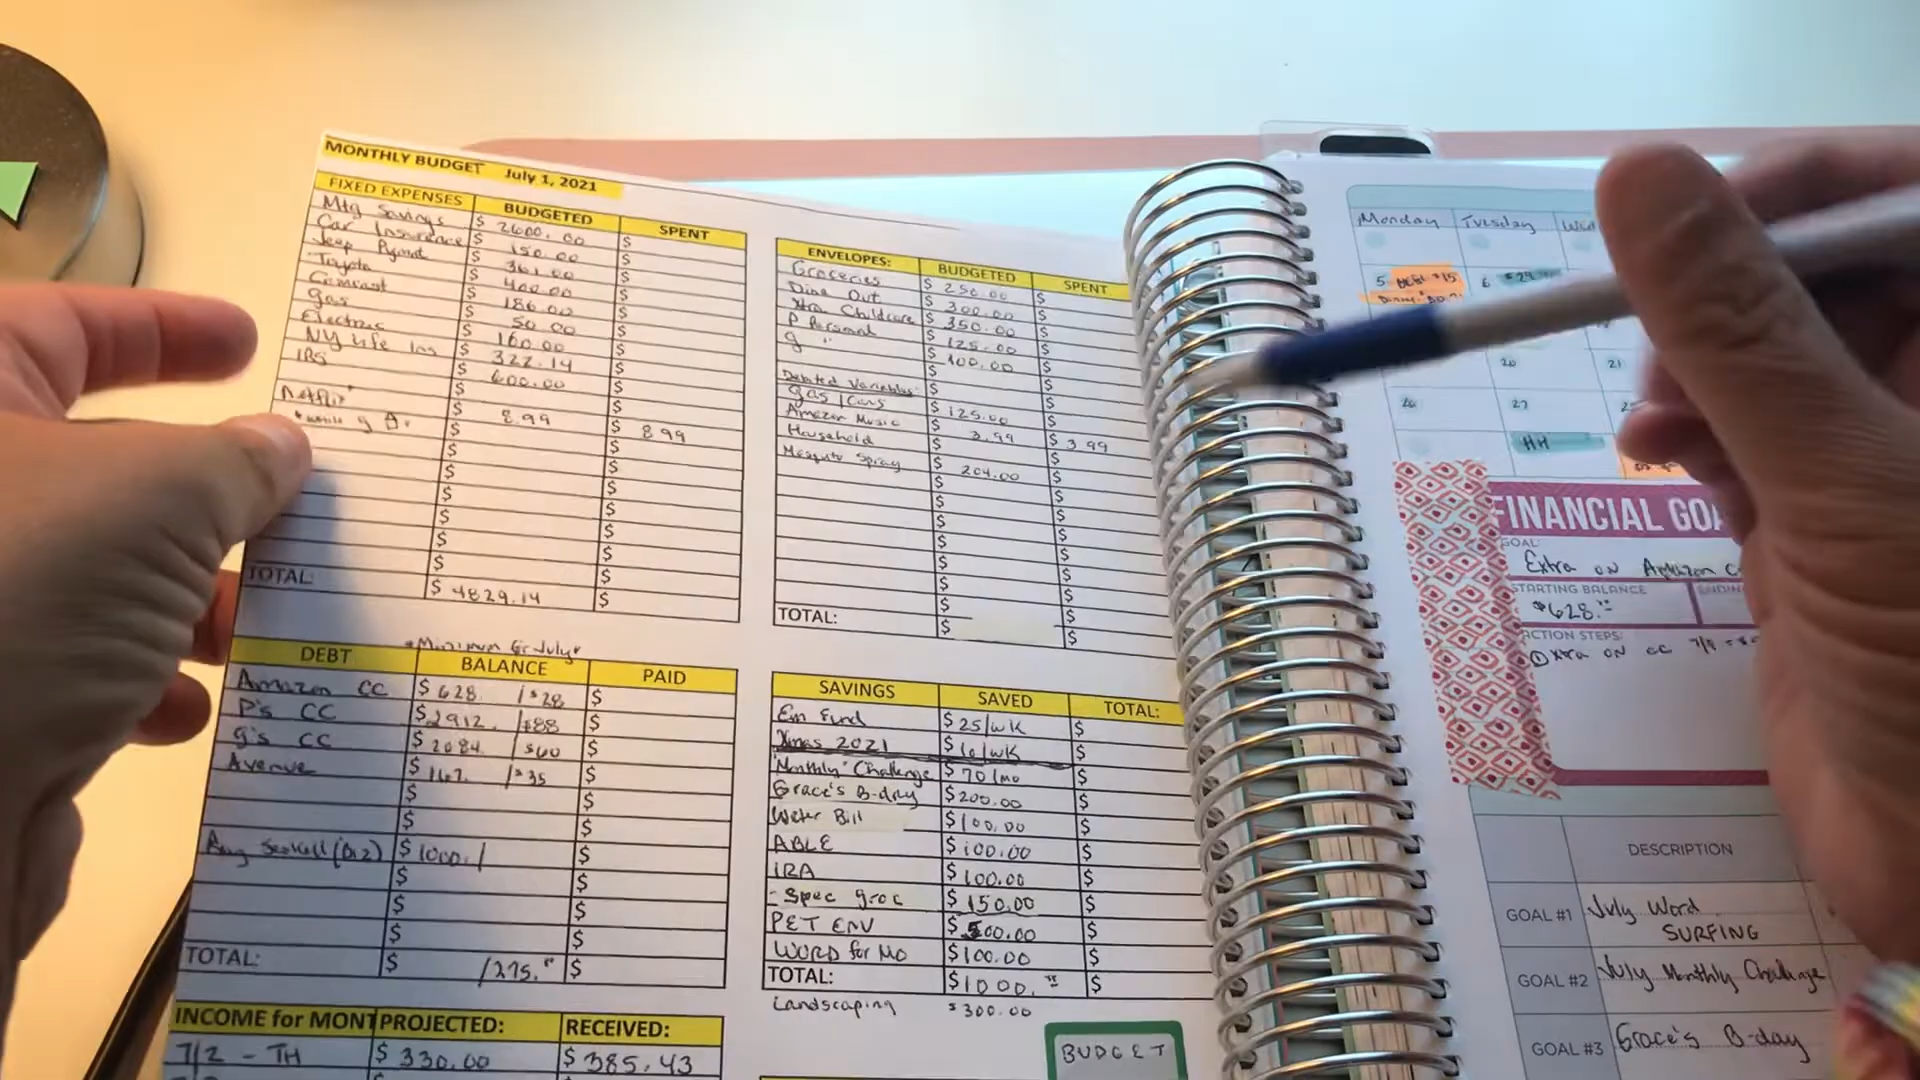 MONTHLY BUDGET July 1, 2021
FIXED EXPENSES BUDGETED SPENT
Mtg Savings $ 2600.00 $
Car Insurance $ 150.00 $
Jeep Pymnt $ 361.00 $
Toyota $ 400.00 $
Comcast $ 186.00 $
Gas $ 50.00 $
Electric $ 160.00 $
NY Life Ins $ 322.14 $
IRS $ 600.00 $
Netflix $ 8.99 $ 8.99
TOTAL: $ 4829.14 $
ENVELOPES: BUDGETED SPENT
Groceries $ 250.00 $
Dine Out $ 300.00 $
Xtra Childcare $ 350.00 $
P Personal $ 125.00 $
g " $ 100.00 $
Debited Variables $
Gas/Cars $ 125.00 $
Amazon Music $ 3.99 $ 3.99
Household $
Mesquite Spray $ 204.00 $
TOTAL: $ $
*Minimum for July*
DEBT BALANCE PAID
Amazon CC $ 628. /$28 $
P's CC $ 2912. /$88 $
g's CC $ 2084. /$60 $
Avenue $ 167. /$35 $
$1000./ $
TOTAL: $ /275." $
SAVINGS SAVED TOTAL:
Em Fund $ 25/wk $
Xmas 2021 $ 10/wk $
"Monthly" Challenge $ 70/mo $
Grace's B-day $200.00 $
Water Bill $100.00 $
ABLE $100.00 $
IRA $100.00 $
- Spec groc $ 150.00 $
PET ENV $ 500.00 $
WORD for MO $100.00 $
TOTAL: $1000. $
Landscaping $300.00
INCOME for MONT PROJECTED: RECEIVED:
7/2 - TH $ 330.00 $ 385.43
BUDGET
Monday Tuesday Wed
5 $15 6
20 21
26 27
HH
FINANCIAL GOA
GOAL:
Extra on Amazon C
STARTING BALANCE ENDIN
$628.
ACTION STEPS:
① Xtra on CC 7/9
DESCRIPTION
GOAL #1 July Word
SURFING
GOAL #2 July Monthly Challenge
GOAL #3 Grace's B-day